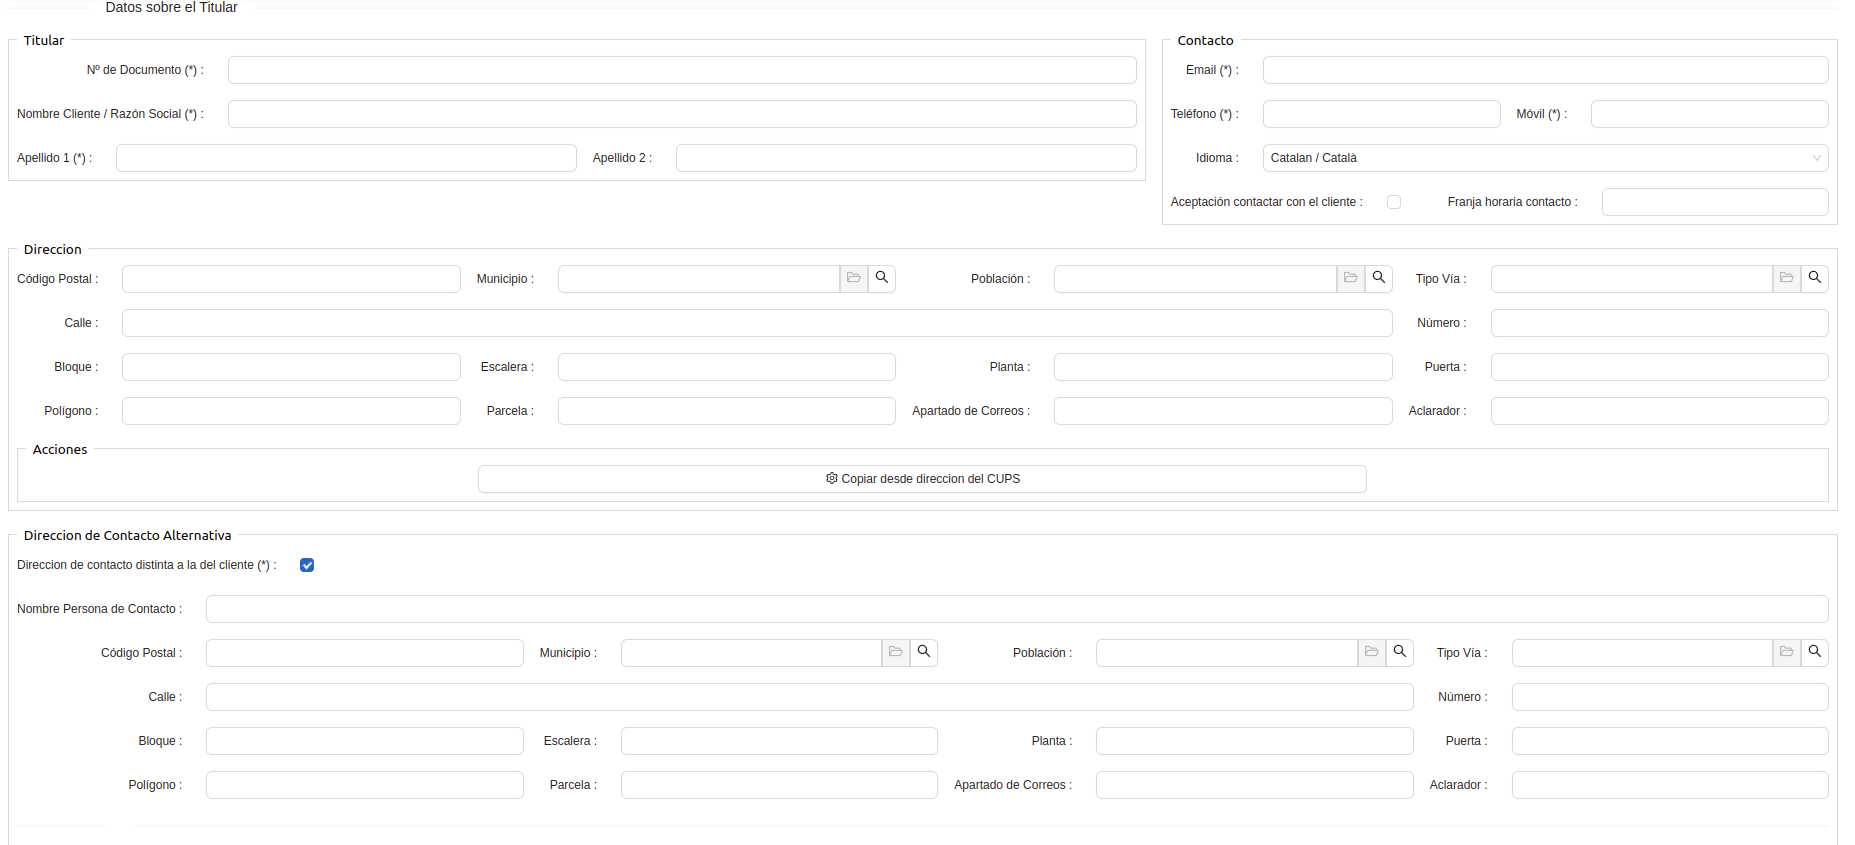 Datos sobre el Titular
Titular
Nº de Documento (*) :
Nombre Cliente / Razón Social (*) :
Apellido 1 (*) : Apellido 2 :
Contacto
Email (*) :
Teléfono (*) : Móvil (*) :
Idioma : Catalan / Català
Aceptación contactar con el cliente : Franja horaria contacto :
Direccion
Código Postal : Municipio : Población : Tipo Vía :
Calle : Número :
Bloque : Escalera : Planta : Puerta :
Polígono : Parcela : Apartado de Correos : Aclarador :
Acciones
Copiar desde direccion del CUPS
Direccion de Contacto Alternativa
Direccion de contacto distinta a la del cliente (*) :
Nombre Persona de Contacto :
Código Postal : Municipio : Población : Tipo Vía :
Calle : Número :
Bloque : Escalera : Planta : Puerta :
Polígono : Parcela : Apartado de Correos : Aclarador :